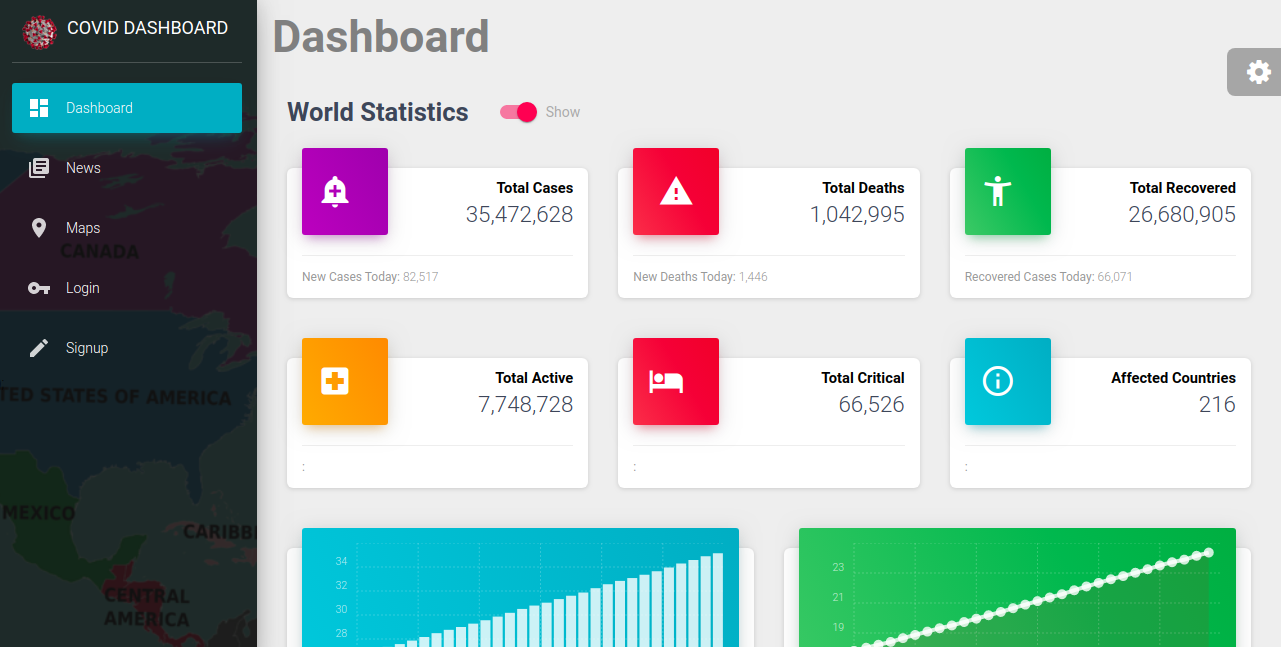 COVID DASHBOARD
Dashboard
News
Maps
CANADA
Login
Signup
TED STATES OF AMERICA
MEXICO
CARIBBE
CENTRAL
AMERICA
Dashboard
World Statistics
Show
Total Cases
35,472,628
New Cases Today: 82,517
Total Deaths
1,042,995
New Deaths Today: 1,446
Total Recovered
26,680,905
Recovered Cases Today: 66,071
Total Active
7,748,728
:
Total Critical
66,526
:
Affected Countries
216
:
34
32
30
28
23
21
19